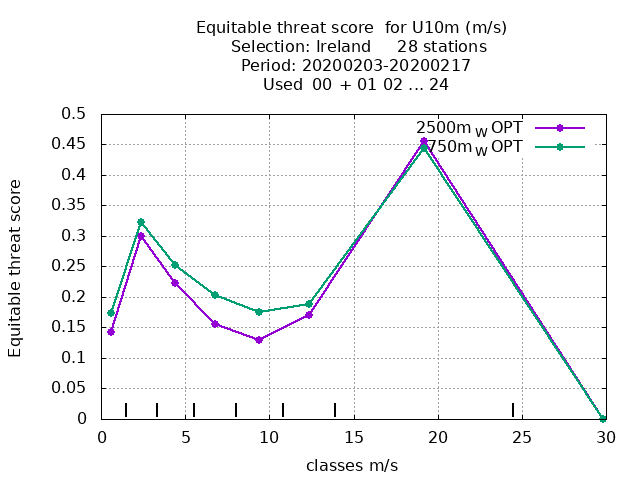 Equitable threat score  for U10m (m/s)
Selection: Ireland     28 stations
Period: 20200203-20200217
Used  00 + 01 02 ... 24
2500m W OPT
750m W OPT
Equitable threat score
0.5
0.45
0.4
0.35
0.3
0.25
0.2
0.15
0.1
0.05
0
0 5 10 15 20 25 30
classes m/s